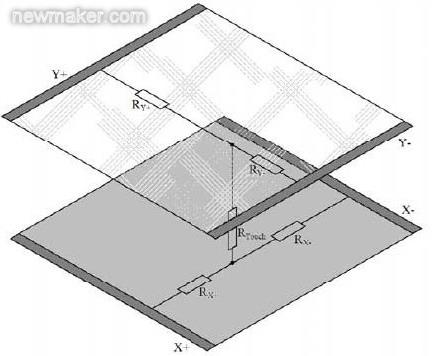 newmaker.com
Y+
RY+
Y-
RY-
X-
RTouch
RX-
RX
X+